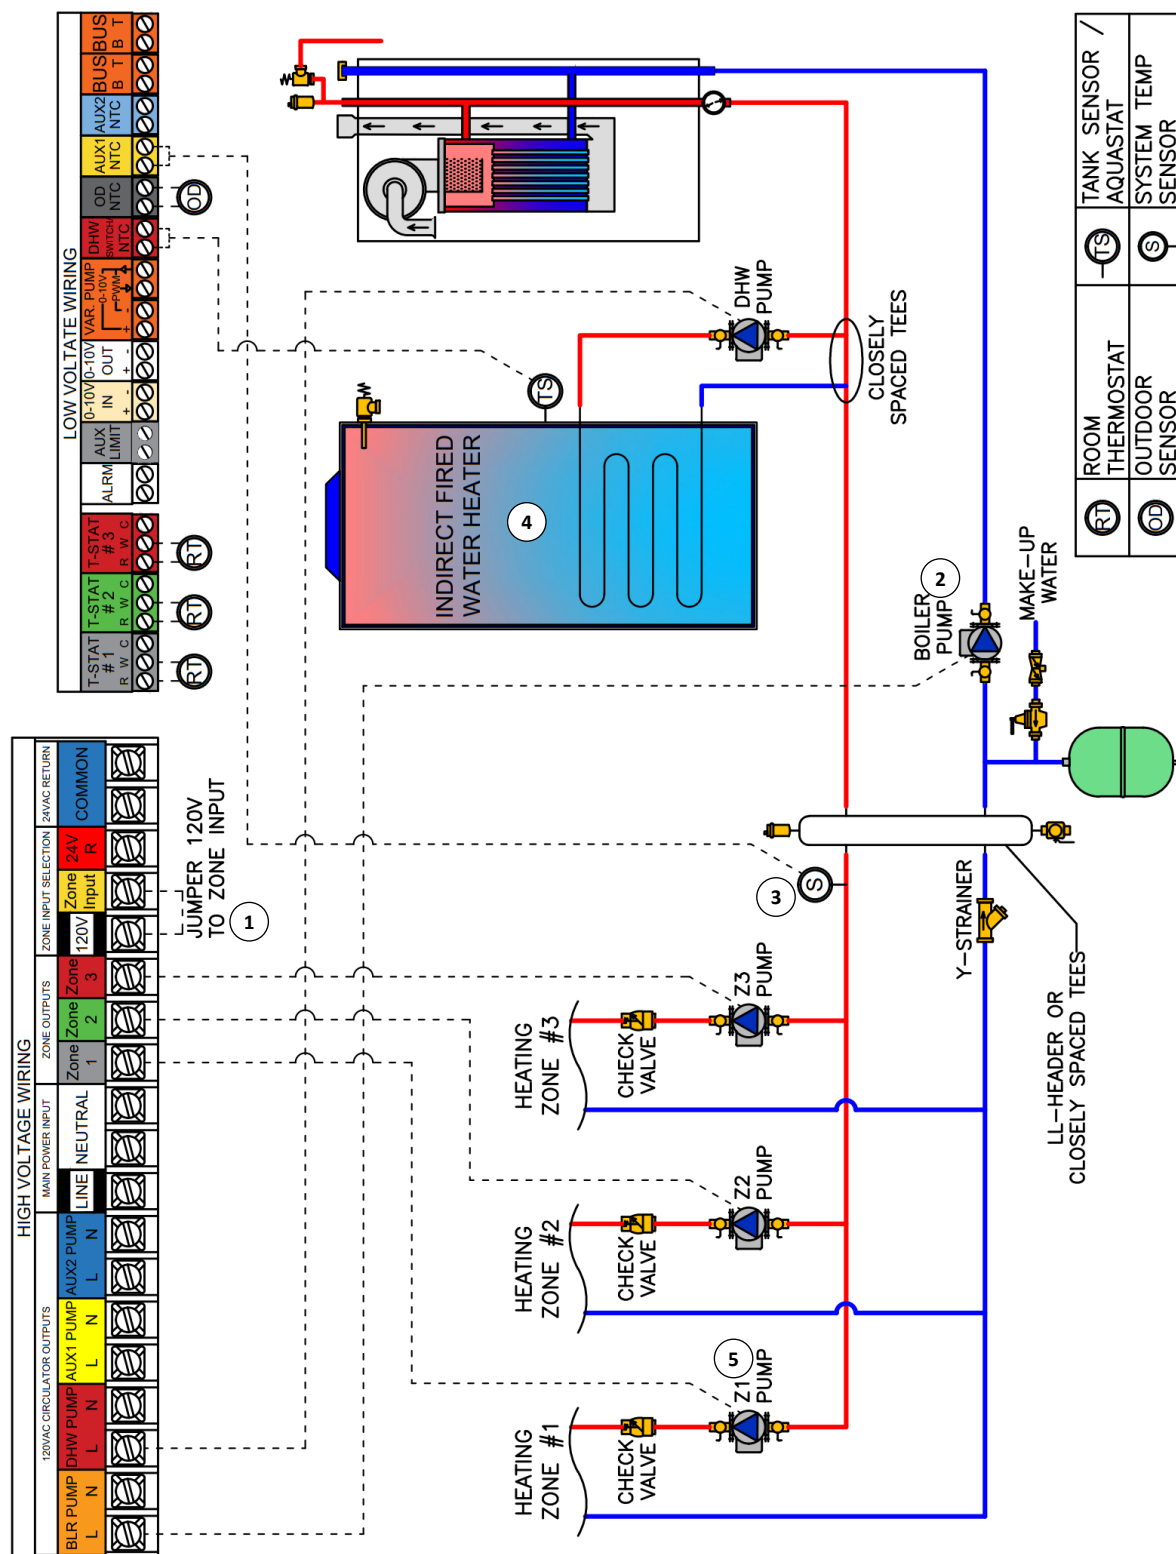 HIGH VOLTAGE WIRING
120VAC CIRCULATOR OUTPUTS
MAIN POWER INPUT
ZONE OUTPUTS
ZONE INPUT SELECTION
24VAC RETURN
BLR PUMP
L N
DHW PUMP
L N
AUX1 PUMP
L N
AUX2 PUMP
L N
LINE
NEUTRAL
Zone
1
Zone
2
Zone
3
120V
Zone
Input
24V
R
COMMON
JUMPER 120V
TO ZONE INPUT
1
LOW VOLTATE WIRING
T-STAT
# 1
R W C
T-STAT
# 2
R W C
T-STAT
# 3
R W C
ALRM
AUX
LIMIT
0-10V
IN
+ -
0-10V
OUT
+ -
VAR. PUMP
0-10V
PWM
+ -
DHW
SWITCH/
NTC
OD
NTC
AUX1
NTC
AUX2
NTC
BUS
B T
BUS
B T
RT
RT
RT
OD
TS
INDIRECT FIRED
WATER HEATER
4
DHW
PUMP
CLOSELY
SPACED TEES
BOILER
PUMP
2
MAKE-UP
WATER
3
S
Y-STRAINER
LL-HEADER OR
CLOSELY SPACED TEES
HEATING
ZONE #1
CHECK
VALVE
Z1
PUMP
5
HEATING
ZONE #2
CHECK
VALVE
Z2
PUMP
HEATING
ZONE #3
CHECK
VALVE
Z3
PUMP
RT
ROOM
THERMOSTAT
TS
TANK SENSOR /
AQUASTAT
OD
OUTDOOR
SENSOR
S
SYSTEM TEMP
SENSOR